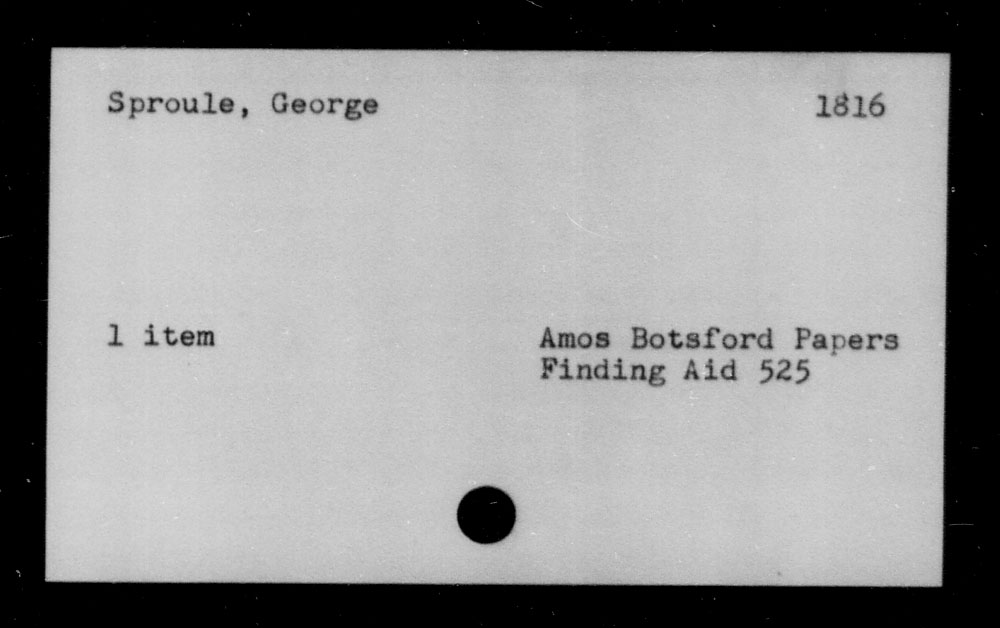 Sproule, George 1816
1 item Amos Botsford Papers
Finding Aid 525